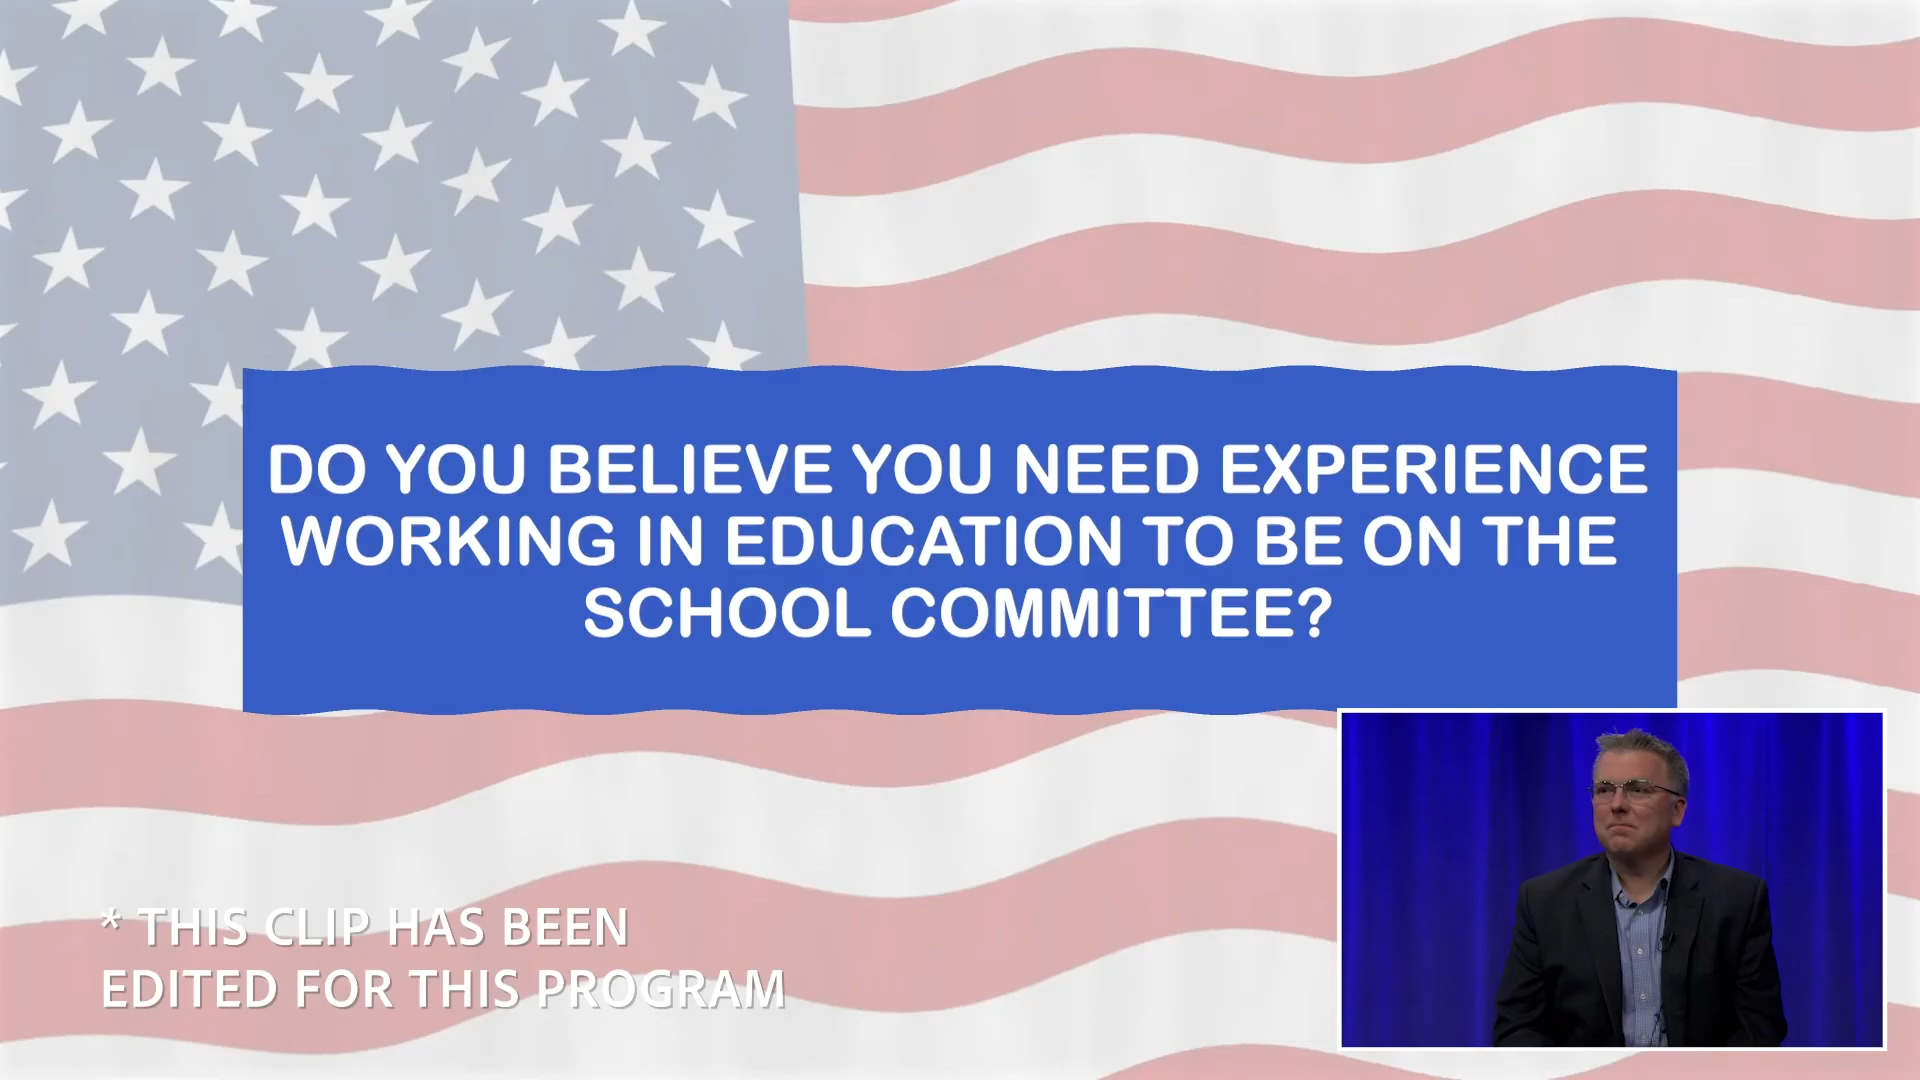 DO YOU BELIEVE YOU NEED EXPERIENCE
WORKING IN EDUCATION TO BE ON THE
SCHOOL COMMITTEE?
* THIS CLIP HAS BEEN
EDITED FOR THIS PROGRAM